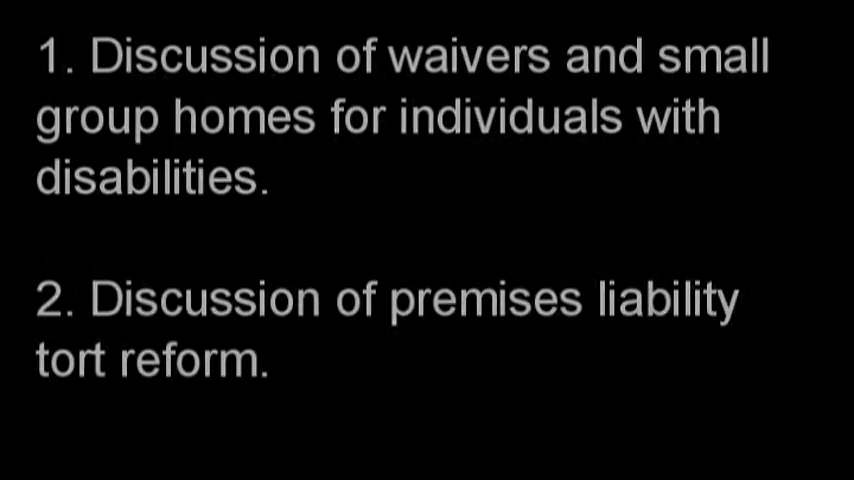 1. Discussion of waivers and small
group homes for individuals with
disabilities.
2. Discussion of premises liability
tort reform.